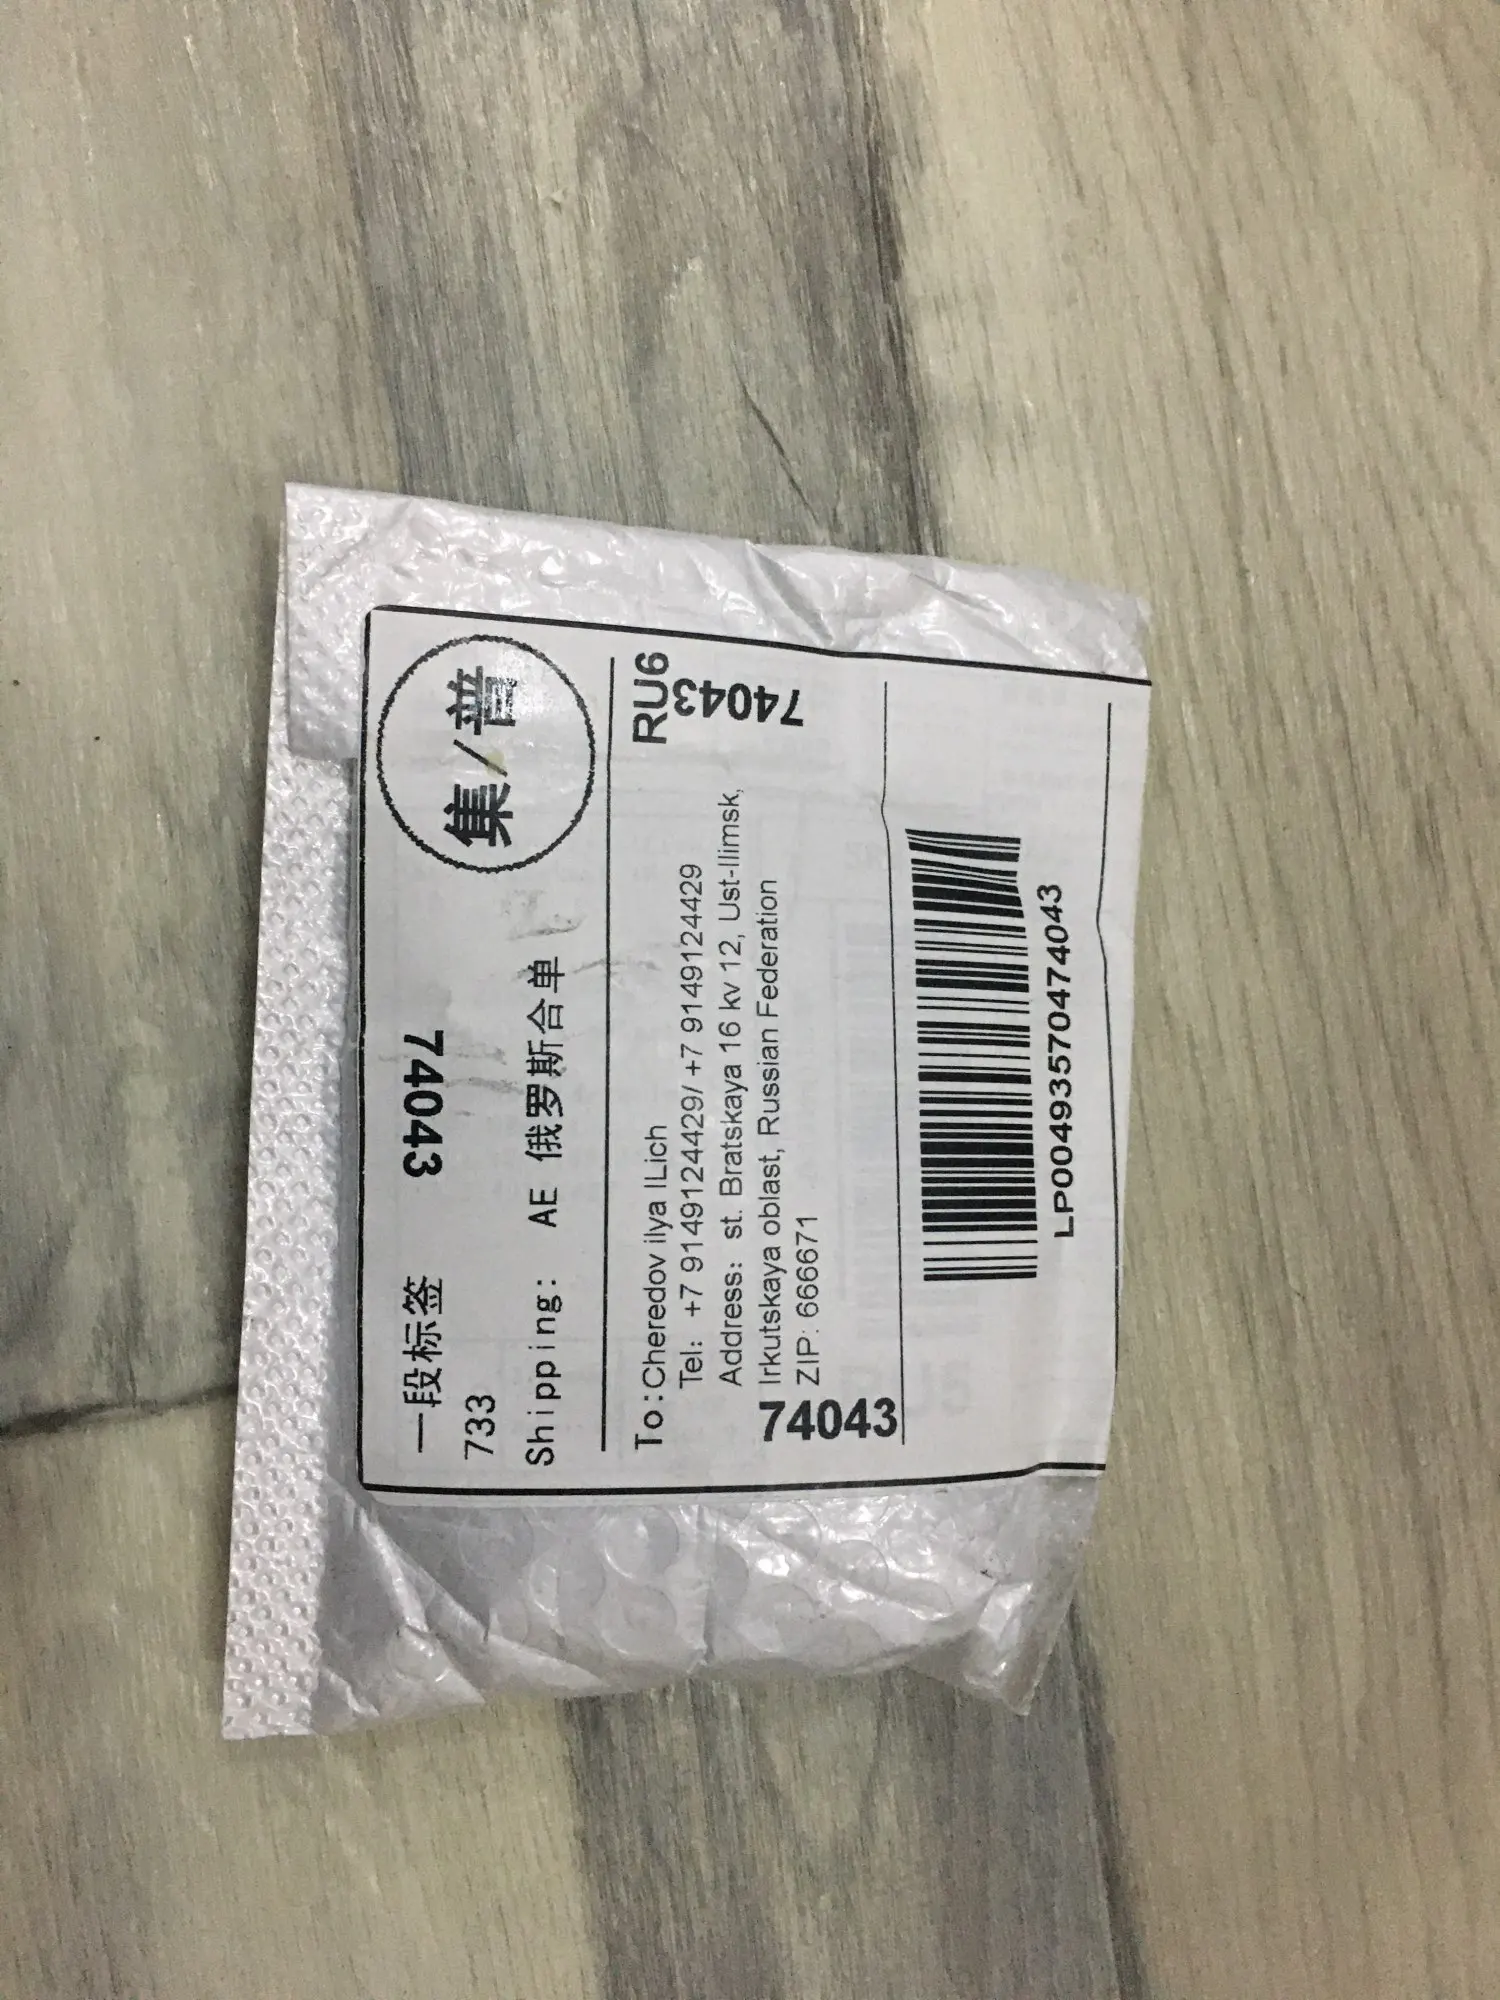 一段标签 74043
集/普
733
Shipping: AE 俄罗斯合单
To:Cheredov ilya ILich
RU6
74043
Tel: +7 9149124429/ +7 9149124429
Address: st. Bratskaya 16 kv 12, Ust-Ilimsk,
Irkutskaya oblast, Russian Federation
ZIP: 666671
74043
LP00493570474043